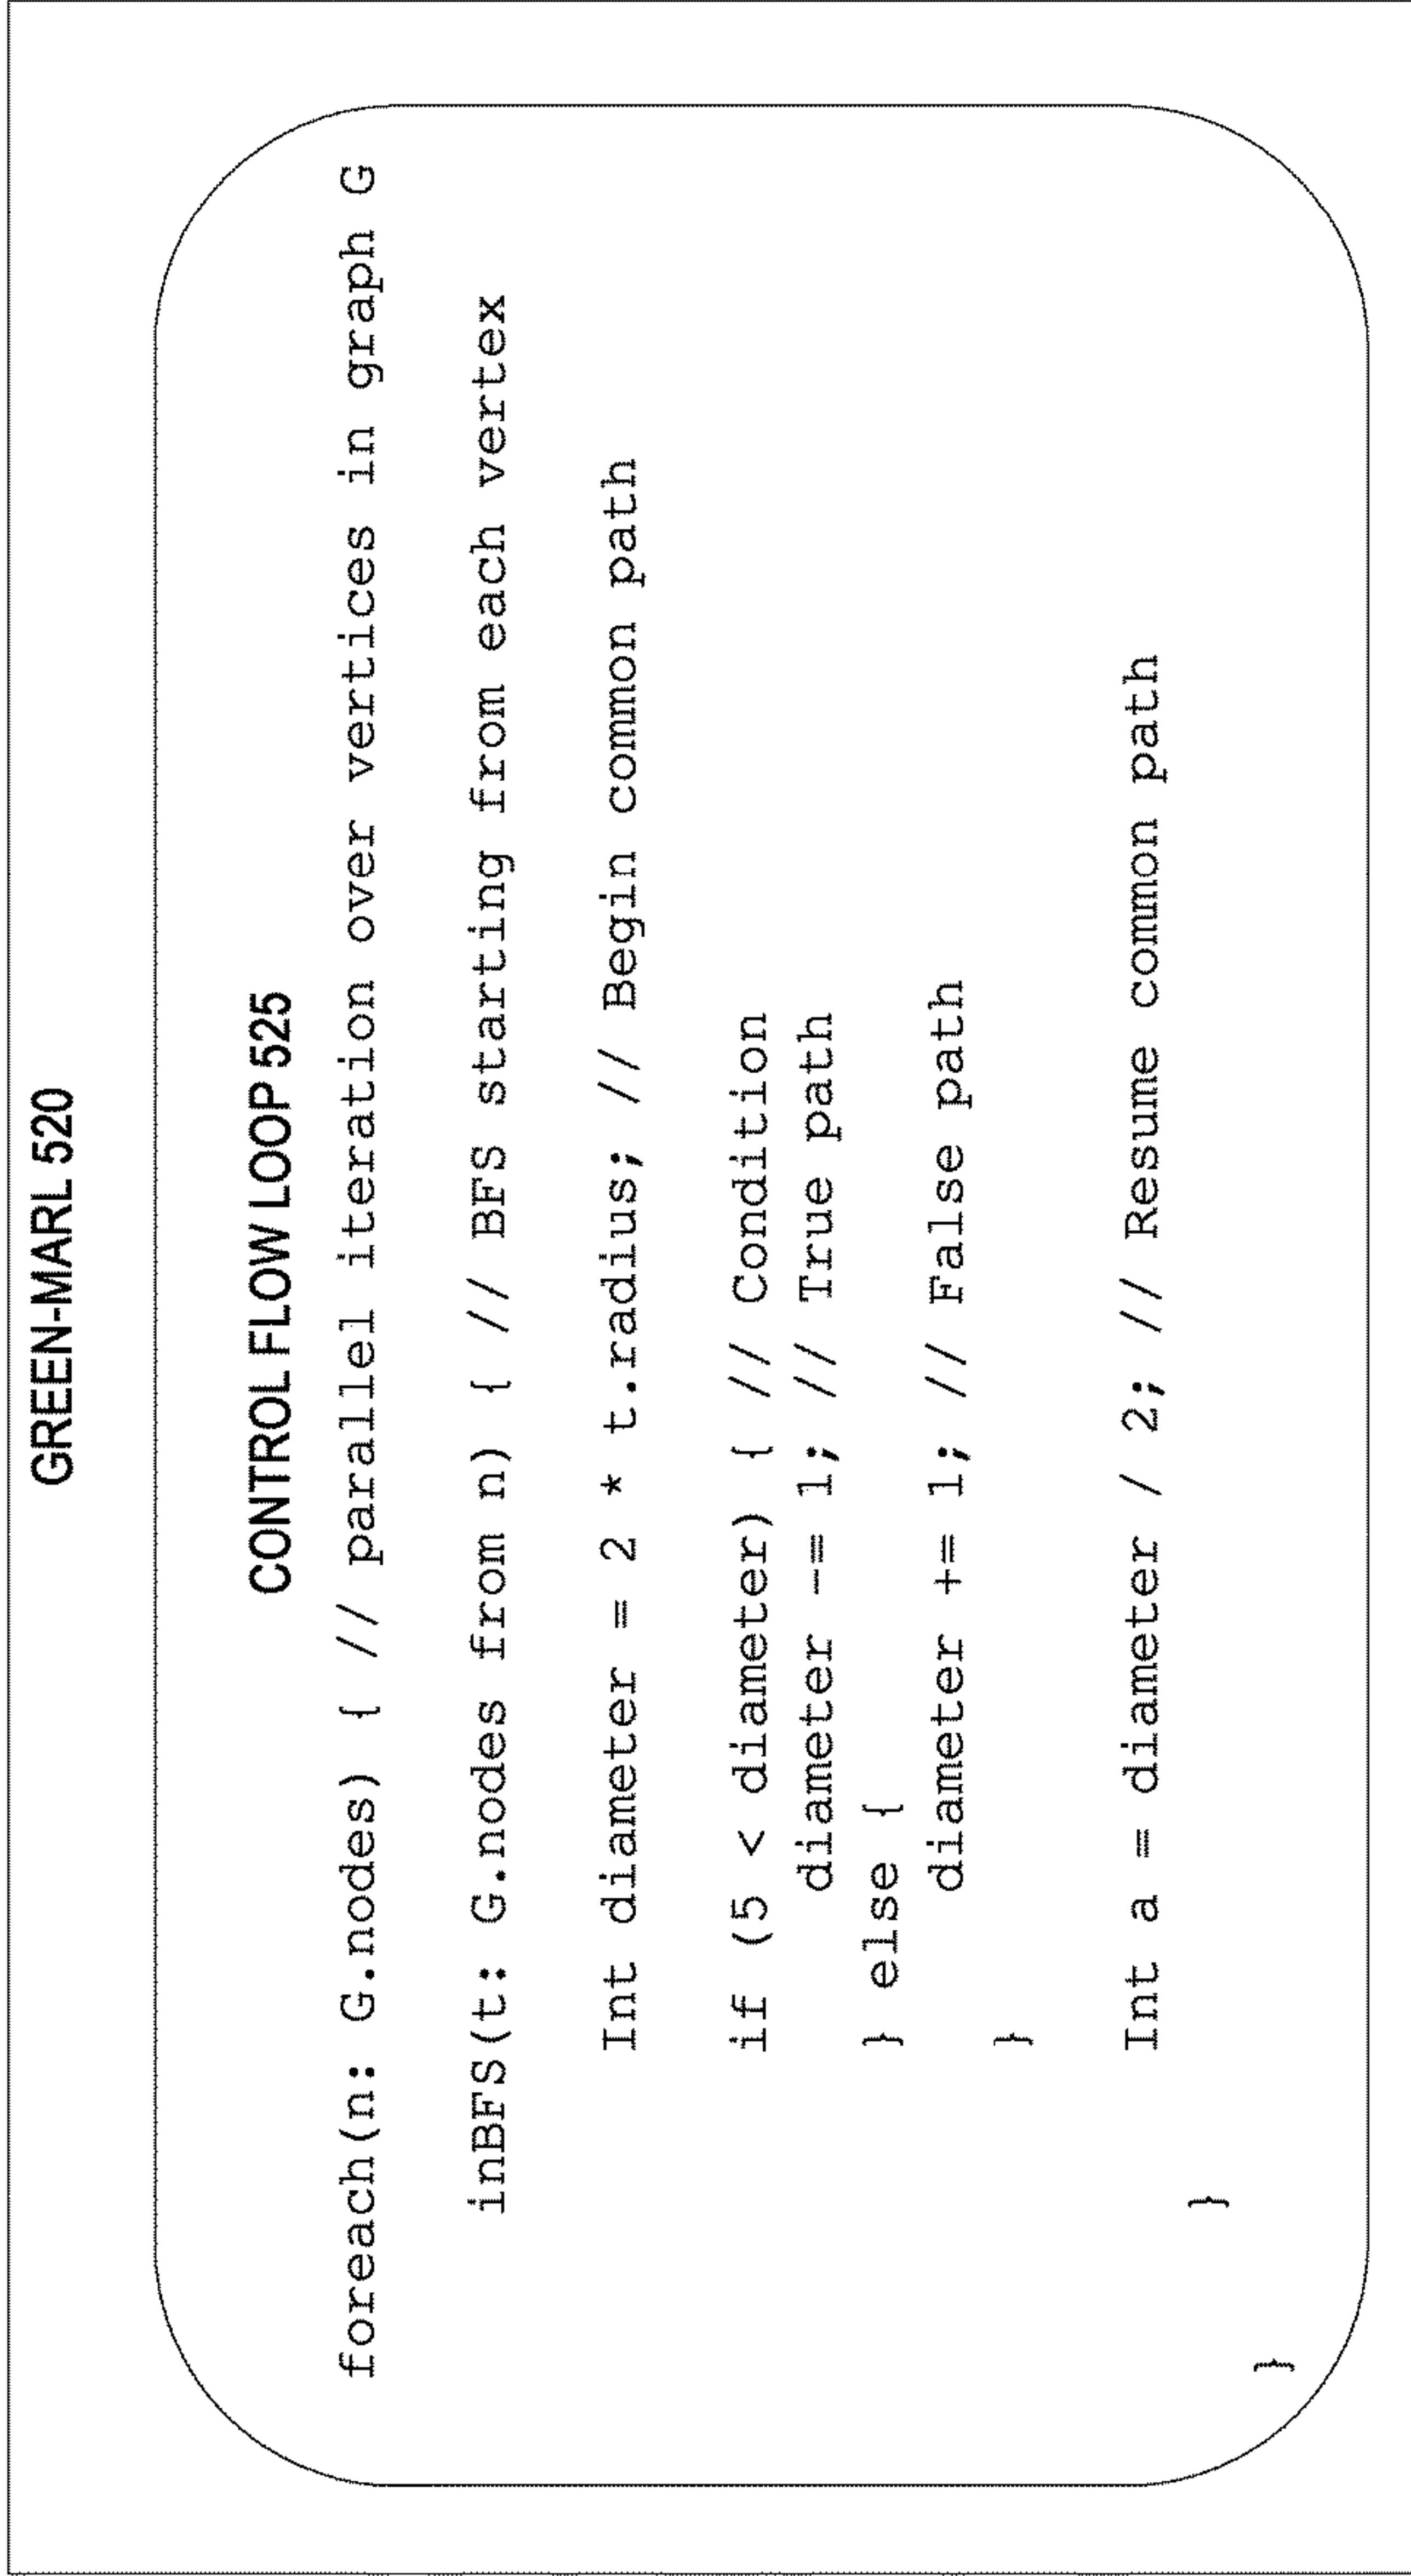 GREEN-MARL 520
CONTROL FLOW LOOP 525
foreach(n: G.nodes) { // parallel iteration over vertices in graph G
inBFS(t: G.nodes from n) { // BFS starting from each vertex
Int diameter = 2 * t.radius; // Begin common path
if (5 < diameter) { // Condition
diameter -= 1; // True path
} else {
diameter += 1; // False path
}
Int a = diameter / 2; // Resume common path
}
}